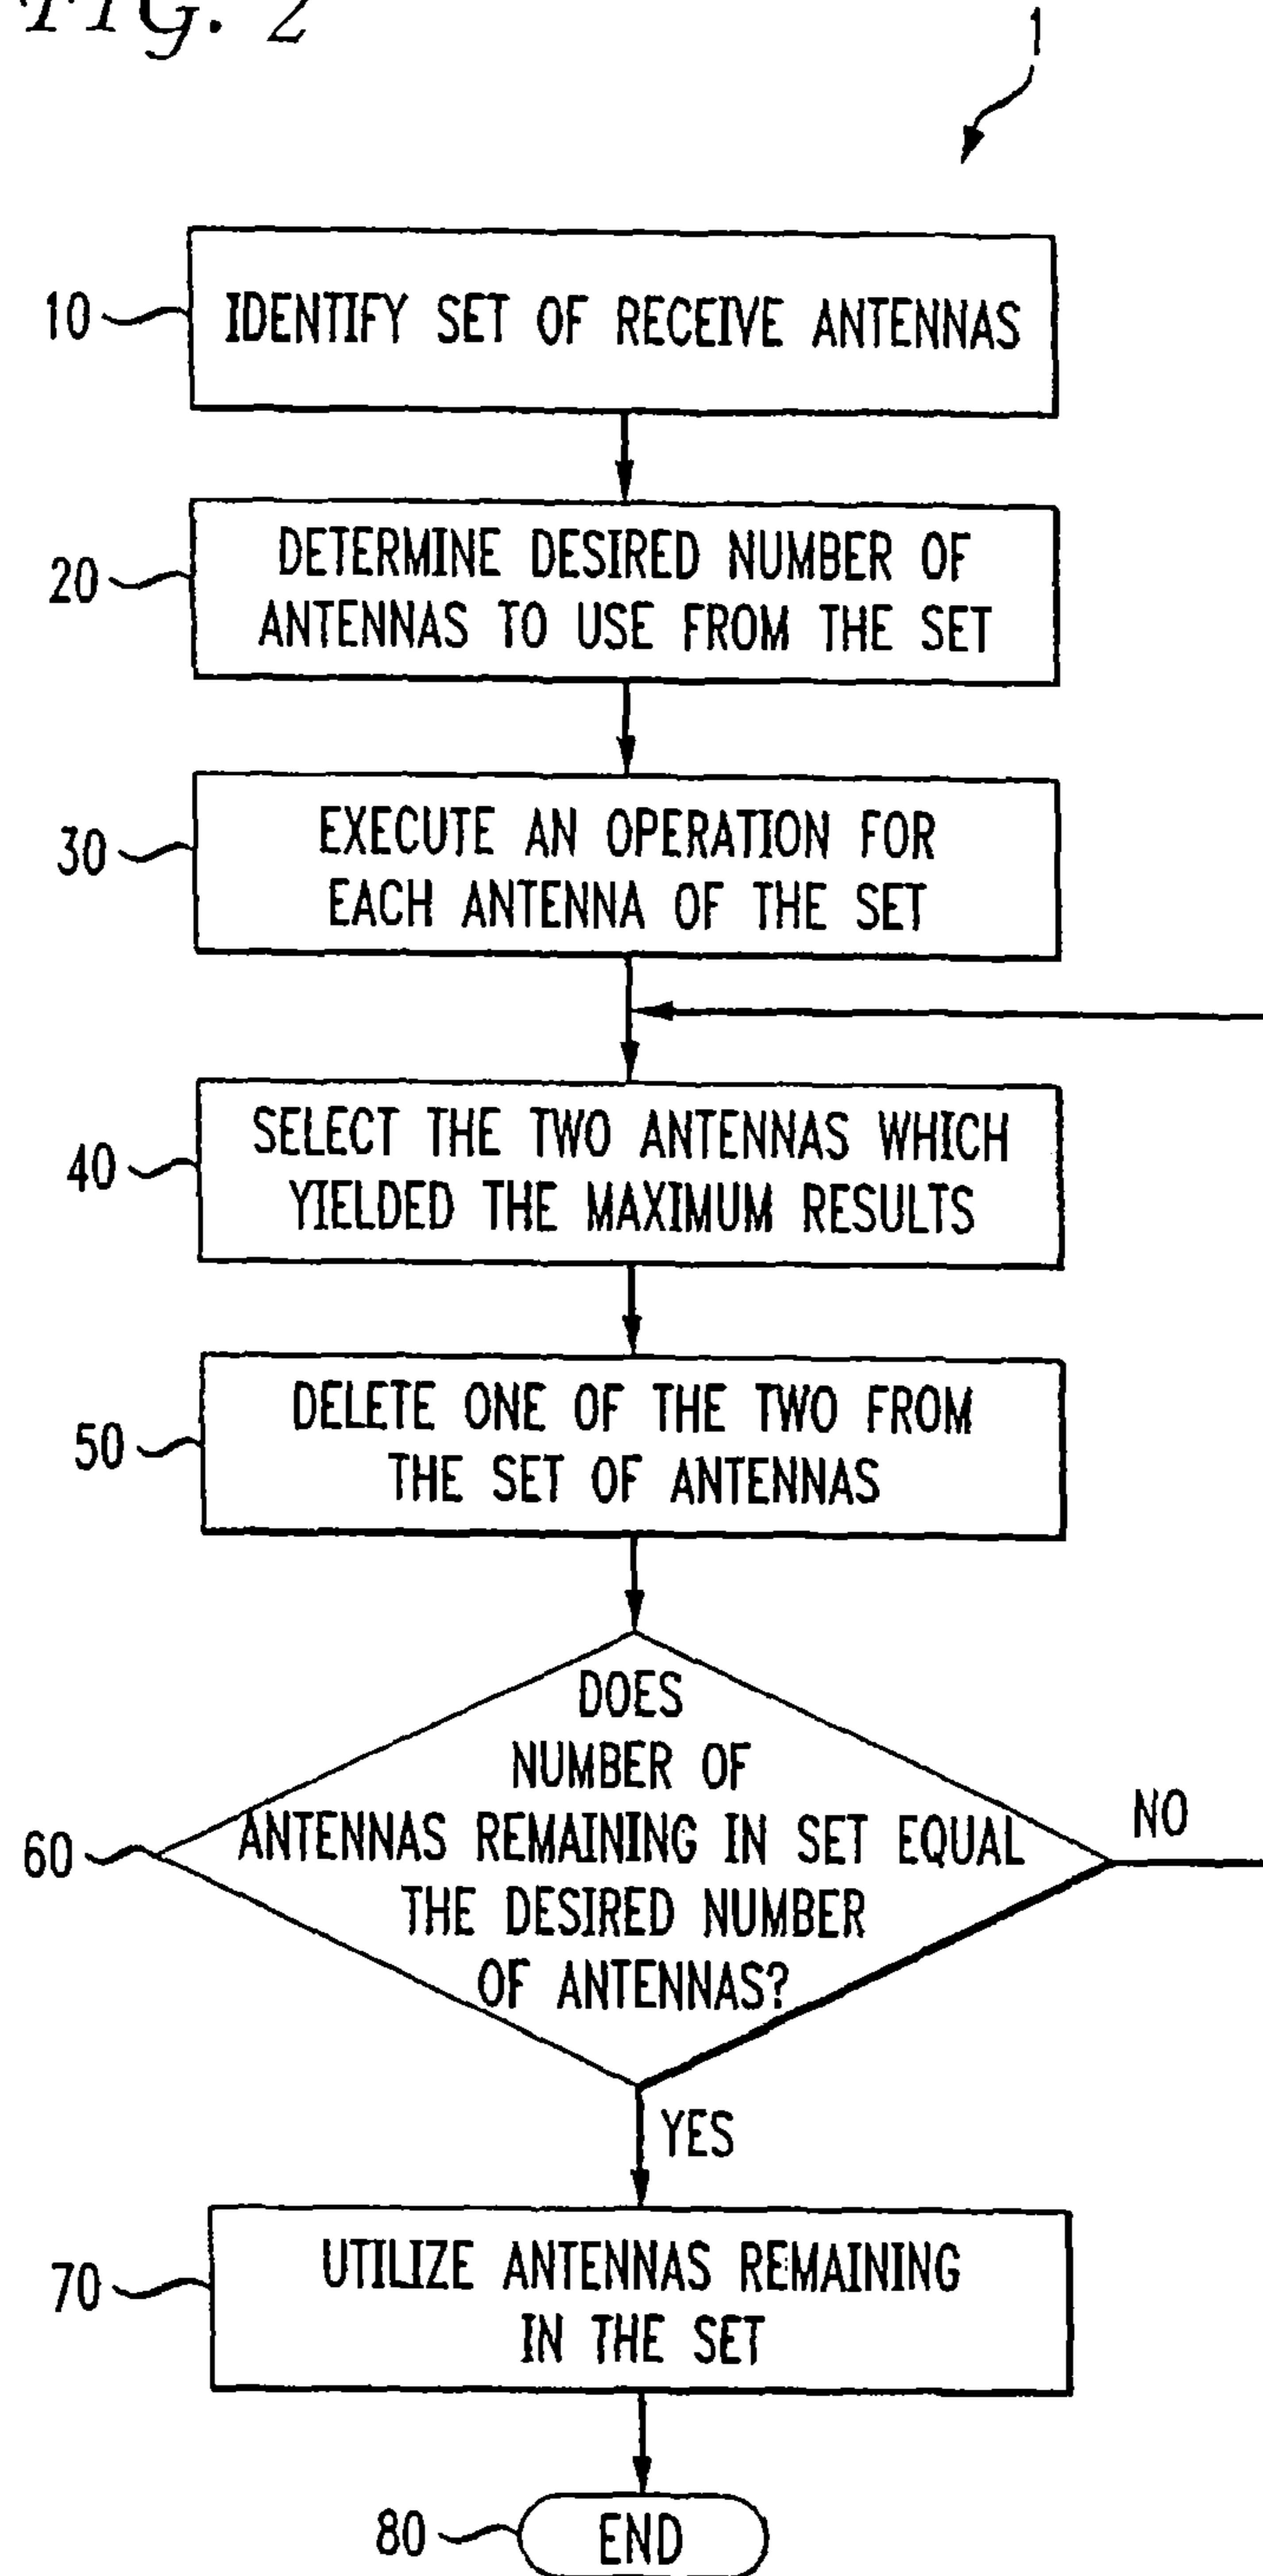 FIG. 2
1
10
IDENTIFY SET OF RECEIVE ANTENNAS
20
DETERMINE DESIRED NUMBER OF
ANTENNAS TO USE FROM THE SET
30
EXECUTE AN OPERATION FOR
EACH ANTENNA OF THE SET
40
SELECT THE TWO ANTENNAS WHICH
YIELDED THE MAXIMUM RESULTS
50
DELETE ONE OF THE TWO FROM
THE SET OF ANTENNAS
60
DOES
NUMBER OF
ANTENNAS REMAINING IN SET EQUAL
THE DESIRED NUMBER
OF ANTENNAS?
NO
YES
70
UTILIZE ANTENNAS REMAINING
IN THE SET
80
END